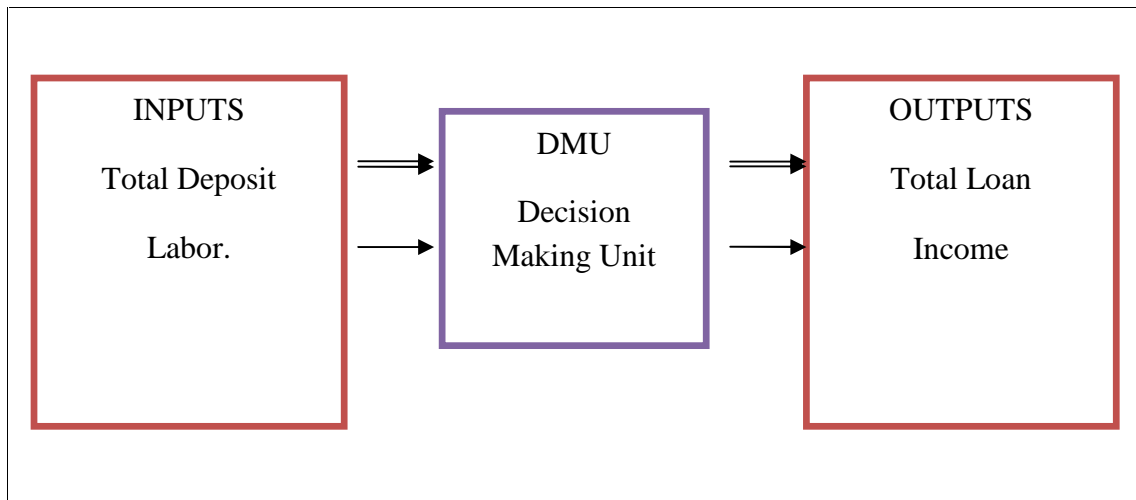 INPUTS
Total Deposit
Labor.
DMU
Decision
Making Unit
OUTPUTS
Total Loan
Income